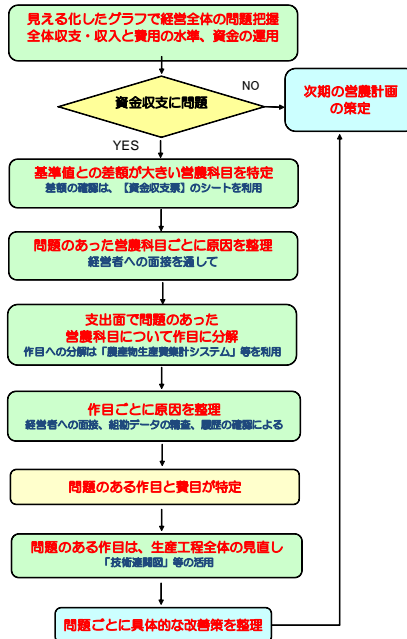 見える化したグラフで経営全体の問題把握
全体収支・収入と費用の水準、資金の運用
資金収支に問題
NO
次期の営農計画
の策定
YES
基準値との差額が大きい営農科目を特定
差額の確認は、【資金収支票】のシートを利用
問題のあった営農科目ごとに原因を整理
経営者への面接を通して
支出面で問題のあった
営農科目について作目に分解
作目への分解は「農産物生産費集計システム」等を利用
作目ごとに原因を整理
経営者への面接、組勘データの精査、履歴の確認による
問題のある作目と費目が特定
問題のある作目は、生産工程全体の見直し
「技術連関図」等の活用
問題ごとに具体的な改善策を整理